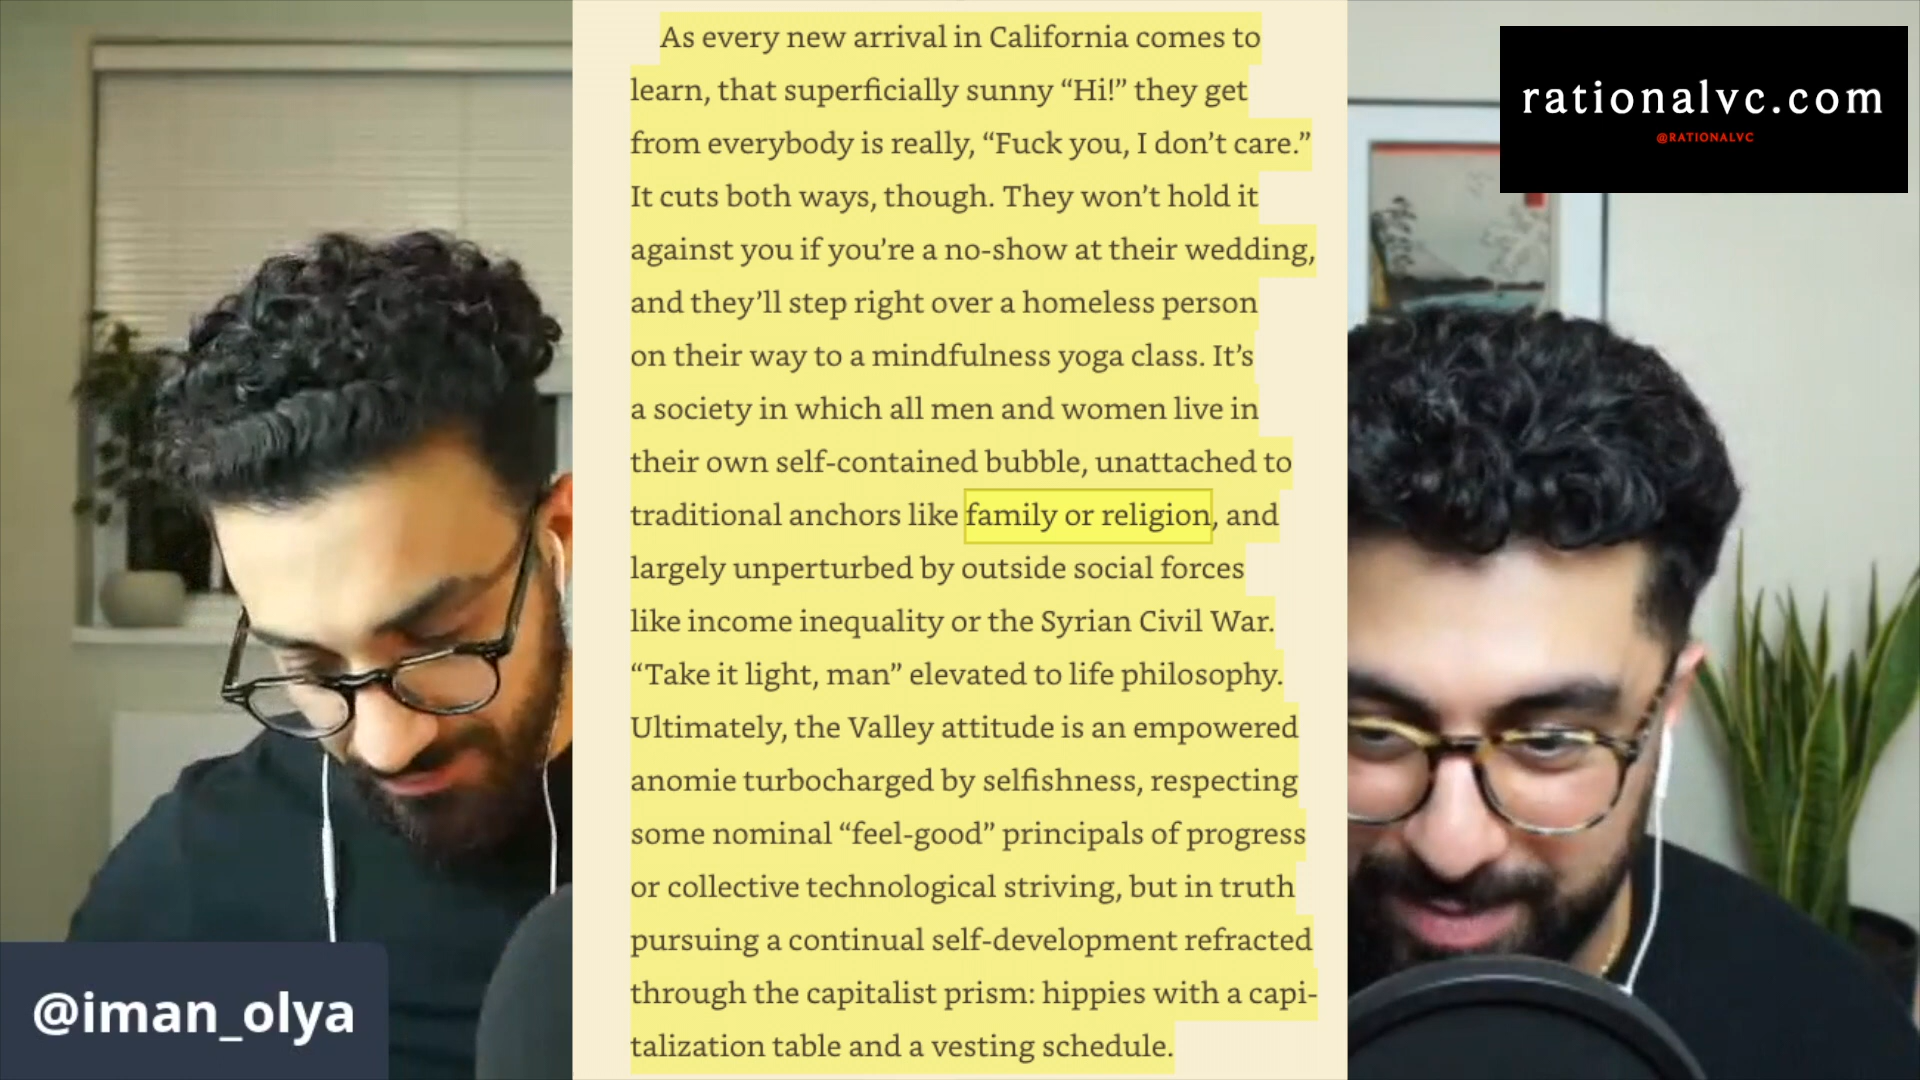 As every new arrival in California comes to
learn, that superficially sunny “Hi!” they get
from everybody is really, “Fuck you, I don’t care.”
It cuts both ways, though. They won’t hold it
against you if you’re a no-show at their wedding,
and they’ll step right over a homeless person
on their way to a mindfulness yoga class. It’s
a society in which all men and women live in
their own self-contained bubble, unattached to
traditional anchors like family or religion, and
largely unperturbed by outside social forces
like income inequality or the Syrian Civil War.
“Take it light, man” elevated to life philosophy.
Ultimately, the Valley attitude is an empowered
anomie turbocharged by selfishness, respecting
some nominal “feel-good” principals of progress
or collective technological striving, but in truth
pursuing a continual self-development refracted
through the capitalist prism: hippies with a capi-
talization table and a vesting schedule.
rationalvc.com
@RATIONALVC
@iman_olya